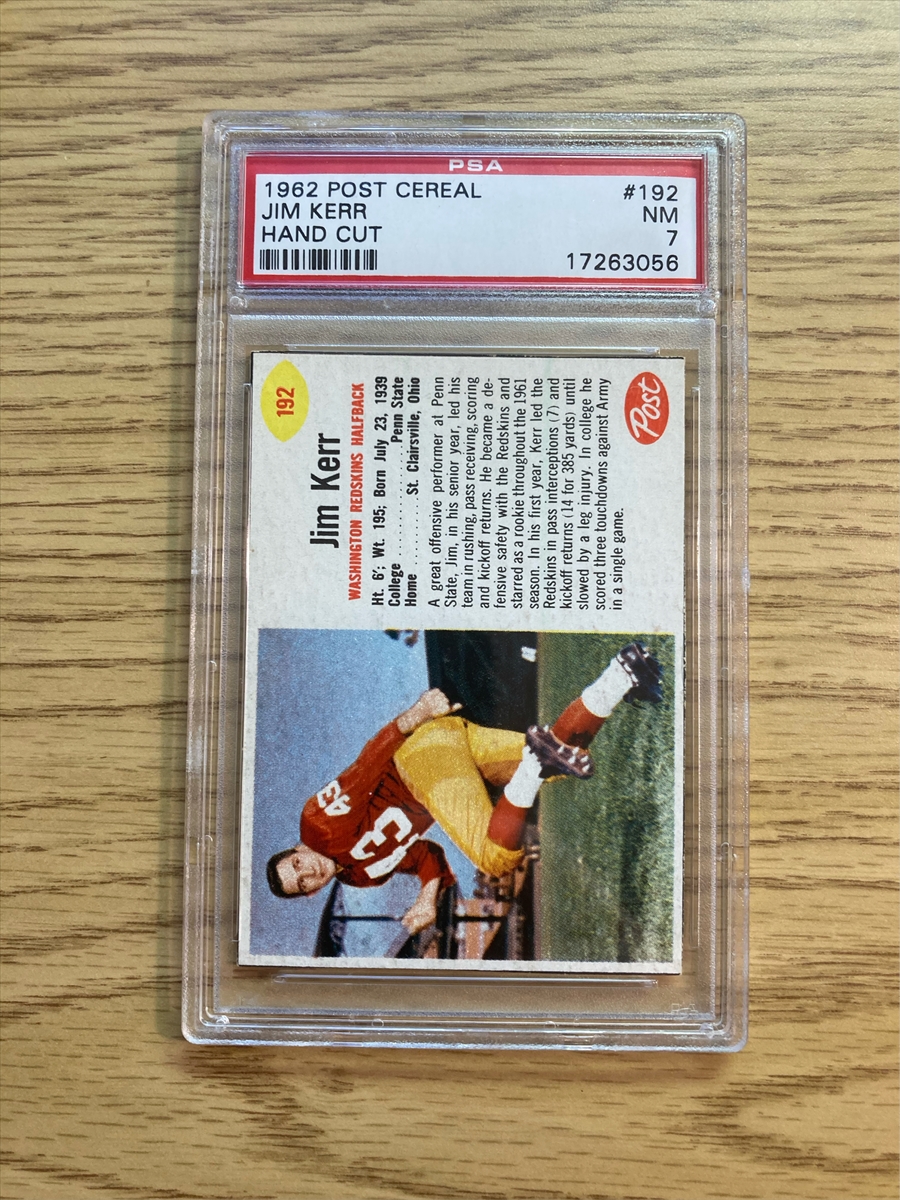 PSA
1962 POST CEREAL #192
JIM KERR NM
HAND CUT 7
17263056
192
Jim Kerr
WASHINGTON REDSKINS HALFBACK
Ht. 6'; Wt. 195; Born July 23, 1939
College .................. Penn State
Home ....... St. Clairsville, Ohio
A great offensive performer at Penn
State, Jim, in his senior year, led his
team in rushing, pass receiving, scoring
and kickoff returns. He became a de-
fensive safety with the Redskins and
starred as a rookie throughout the 1961
season. In his first year, Kerr led the
Redskins in pass interceptions (7) and
kickoff returns (14 for 385 yards) until
slowed by a leg injury. In college he
scored three touchdowns against Army
in a single game.
Post
43
43